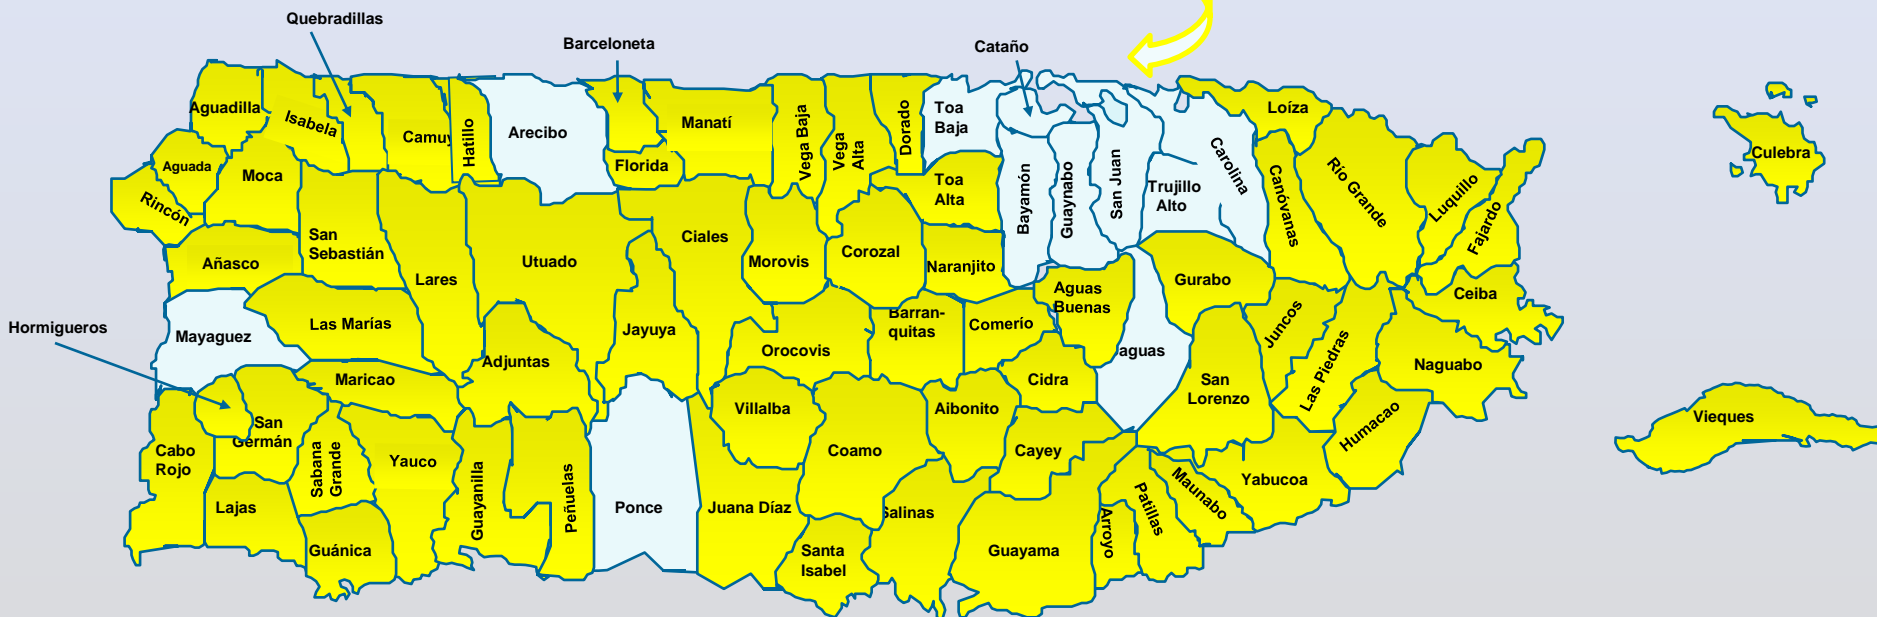 Quebradillas
Barceloneta
Cataño
Aguadilla
Isabela
Camuy
Hatillo
Arecibo
Florida
Manatí
Vega Baja
Vega
Alta
Dorado
Toa
Baja
Toa
Alta
Bayamón
Guaynabo
San Juan
Trujillo
Alto
Carolina
Loíza
Canóvanas
Río Grande
Luquillo
Fajardo
Culebra
Aguada
Moca
Rincón
Añasco
San
Sebastián
Lares
Utuado
Ciales
Morovis
Corozal
Naranjito
Aguas
Buenas
Gurabo
Ceiba
Hormigueros
Mayaguez
Las Marías
Adjuntas
Jayuya
Orocovis
Barran-
quitas
Comerío
aguas
Juncos
Las Piedras
Naguabo
Maricao
Villalba
Aibonito
Cidra
San
Lorenzo
Humacao
Vieques
Cabo
Rojo
San
Germán
Sabana
Grande
Yauco
Guayanilla
Peñuelas
Ponce
Juana Díaz
Coamo
Cayey
Yabucoa
Lajas
Guánica
Santa
Isabel
Salinas
Guayama
Arroyo
Patillas
Maunabo